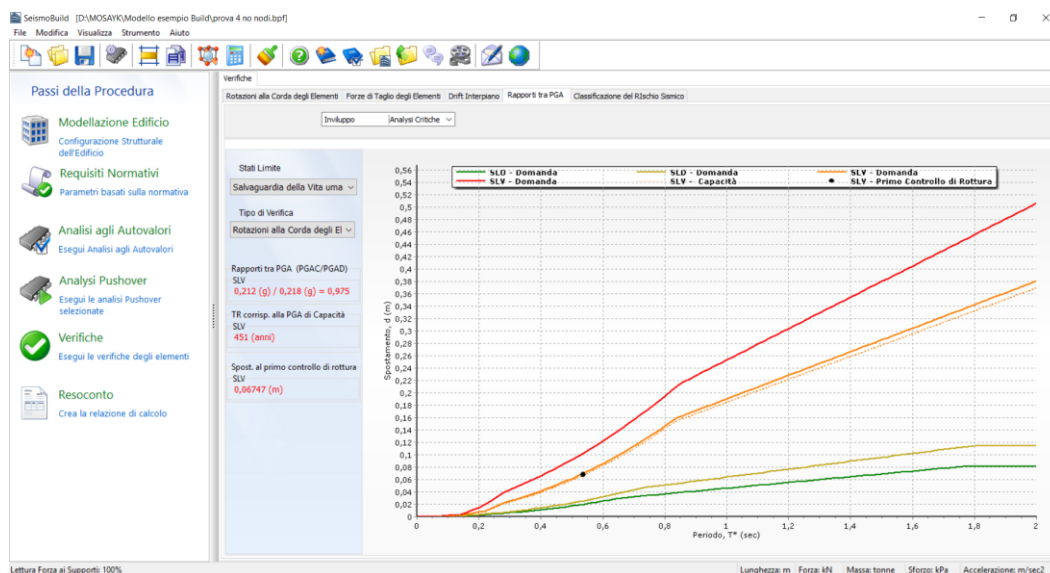 SeismoBuild [D:\MOSAYK\Modello esempio Build\prova 4 no nodi.bpf]
File Modifica Visualizza Strumento Aiuto
Passi della Procedura
Modellazione Edificio
Configurazione Strutturale
dell'Edificio
Requisiti Normativi
Parametri basati sulla normativa
Analisi agli Autovalori
Esegui Analisi agli Autovalori
Analysi Pushover
Esegui le analisi Pushover
selezionate
Verifiche
Esegui le verifiche degli elementi
Resoconto
Crea la relazione di calcolo
Verifiche
Rotazioni alla Corda degli Elementi Forze di Taglio degli Elementi Drift Interpiano Rapporti tra PGA Classificazione del RIschio Sismico
Inviluppo Analisi Critiche
Stati Limite
Salvaguardia della Vita uma
Tipo di Verifica
Rotazioni alla Corda degli El
Rapporti tra PGA (PGAC/PGAD)
SLV
0,212 (g) / 0,218 (g) = 0,975
TR corrisp. alla PGA di Capacità
SLV
451 (anni)
Spost. al primo controllo di rottura
SLV
0,06747 (m)
SLO - Domanda SLD - Domanda SLV - Domanda
SLV - Domanda SLV - Capacità SLV - Primo Controllo di Rottura
Spostamento, d (m)
0,56
0,54
0,52
0,5
0,48
0,46
0,44
0,42
0,4
0,38
0,36
0,34
0,32
0,3
0,28
0,26
0,24
0,22
0,2
0,18
0,16
0,14
0,12
0,1
0,08
0,06
0,04
0,02
0
0 0,2 0,4 0,6 0,8 1 1,2 1,4 1,6 1,8 2
Periodo, T* (sec)
Lettura Forza ai Supporti: 100%
Lunghezza: m Forza: kN Massa: tonne Sforzo: kPa Accelerazione: m/sec2